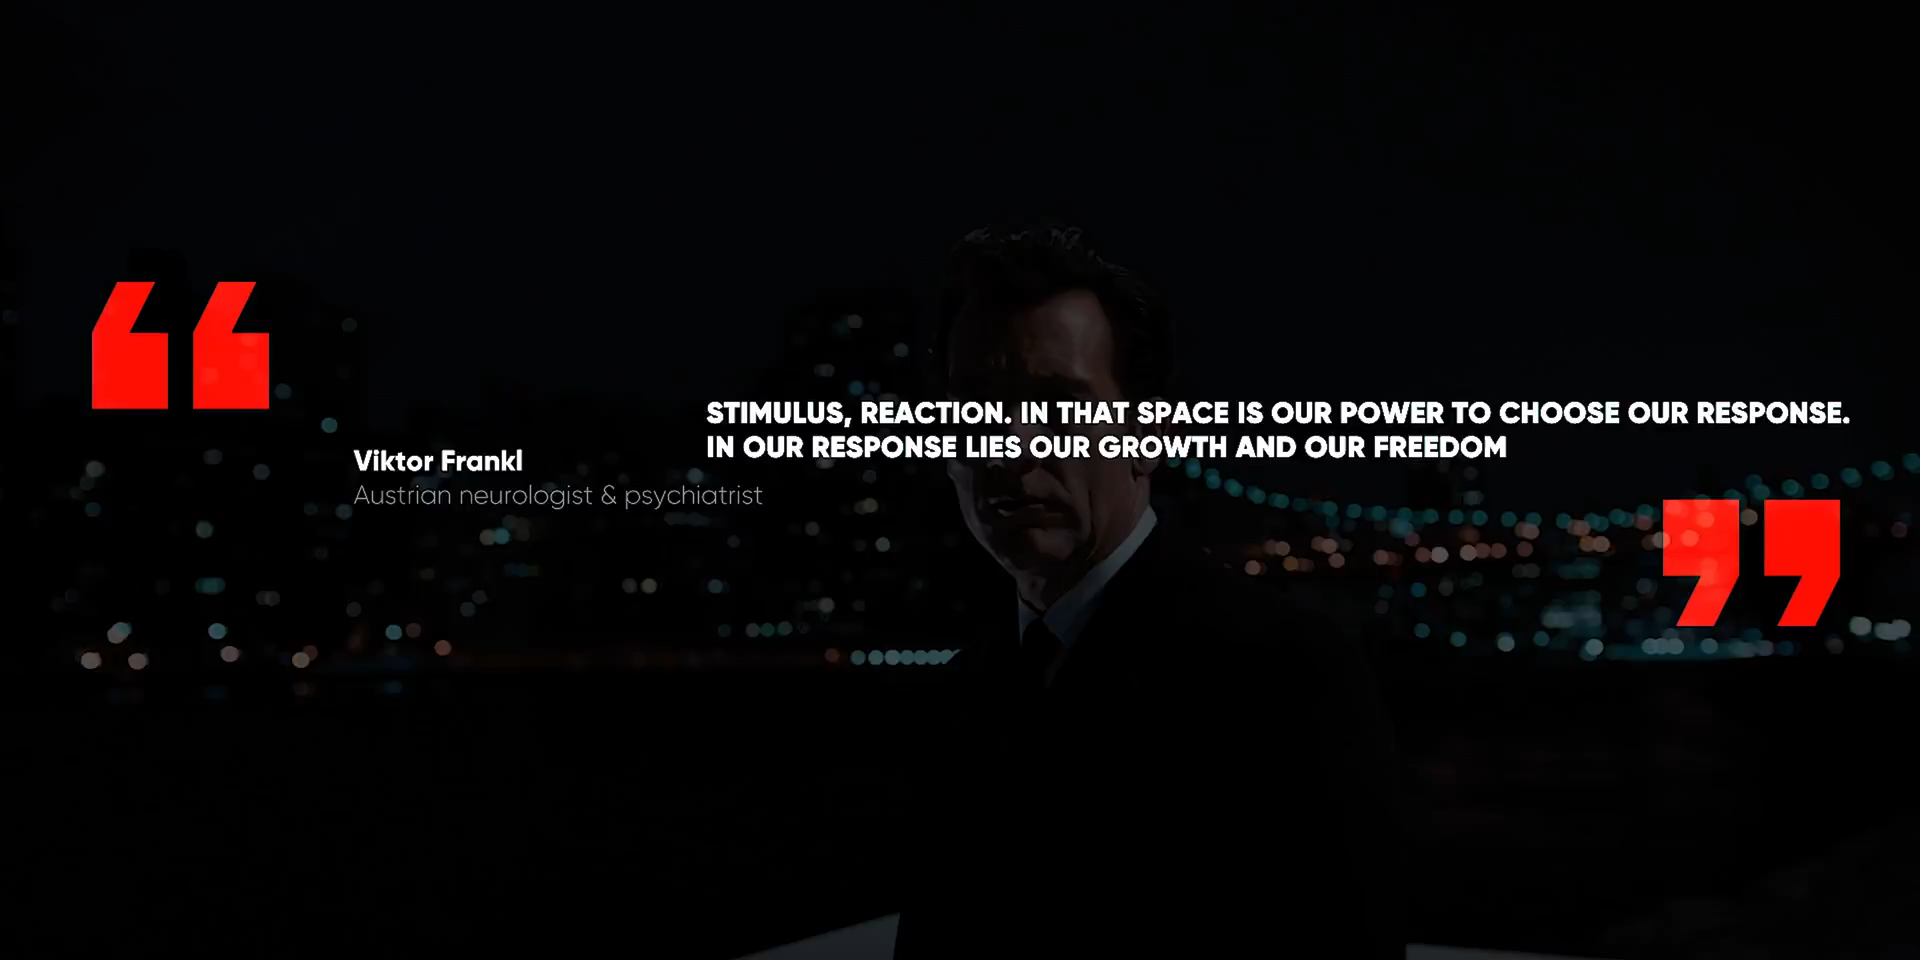 STIMULUS, REACTION. IN THAT SPACE IS OUR POWER TO CHOOSE OUR RESPONSE.
IN OUR RESPONSE LIES OUR GROWTH AND OUR FREEDOM
Viktor Frankl
Austrian neurologist & psychiatrist